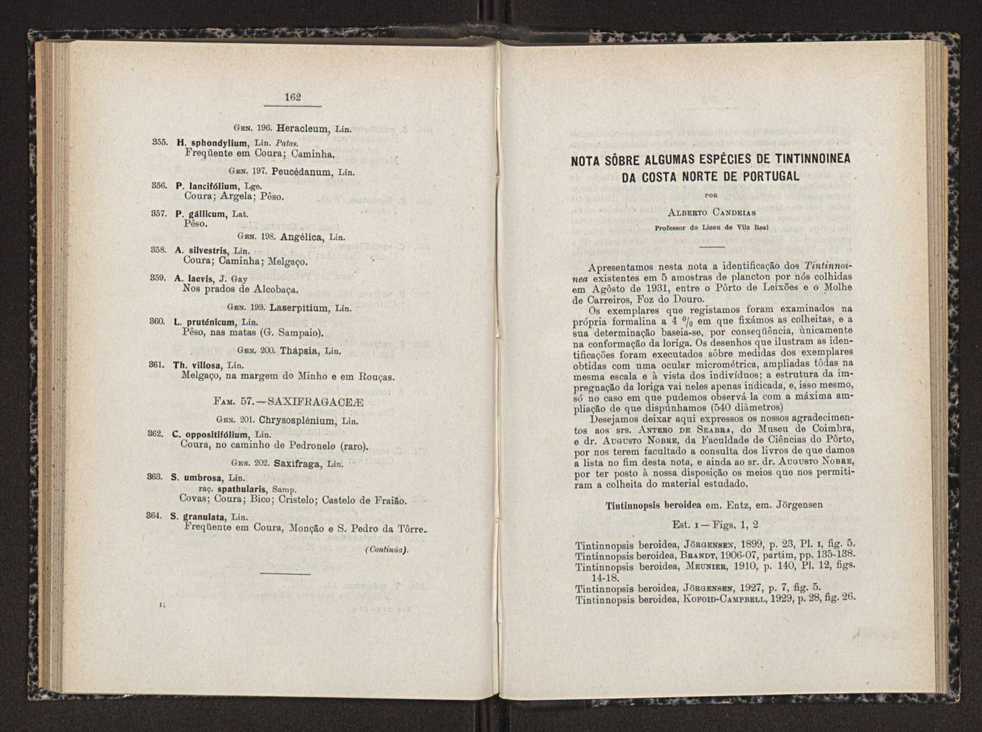 162
Gen. 196. Heracleum, Lin.
355. H. sphondylium, Lin. Patas.
Freqüente em Coura; Caminha.
Gen. 197. Peucédanum, Lin.
356. P. lancifólium, Lge.
Coura; Argela; Pêso.
357. P. gállicum, Lat.
Pêso.
Gen. 198. Angélica, Lin.
358. A. silvestris, Lin.
Coura; Caminha; Melgaço.
359. A. laevis, J. Gay
Nos prados de Alcobaça.
Gen. 199. Laserpitium, Lin.
360. L. pruténicum, Lin.
Pêso, nas matas (G. Sampaio).
Gen. 200. Thápsia, Lin.
361. Th. villosa, Lin.
Melgaço, na margem do Minho e em Rouças.
Fam. 57.—SAXIFRAGACEÆ
Gen. 201. Chrysosplénium, Lin.
362. C. oppositifólium, Lin.
Coura, no caminho de Pedronelo (raro).
Gen. 202. Saxífraga, Lin.
363. S. umbrosa, Lin.
raç. spathularis, Samp.
Covas; Coura; Bico; Cristelo; Castelo de Fraião.
364. S. granulata, Lin.
Freqüente em Coura, Monção e S. Pedro da Tôrre.
(Continúa).
NOTA SÔBRE ALGUMAS ESPÉCIES DE TINTINNOINEA
DA COSTA NORTE DE PORTUGAL
POR
Alberto Candeias
Professor do Liceu de Vila Real
Apresentamos nesta nota a identificação dos Tintinnoi-
nea existentes em 5 amostras de plancton por nós colhidas
em Agôsto de 1931, entre o Pôrto de Leixões e o Molhe
de Carreiros, Foz do Douro.
Os exemplares que registamos foram examinados na
própria formalina a 4 % em que fixámos as colheitas, e a
sua determinação baseia-se, por conseqüência, ùnicamente
na conformação da loriga. Os desenhos que ilustram as iden-
tificações foram executados sôbre medidas dos exemplares
obtidas com uma ocular micrométrica, ampliadas tôdas na
mesma escala e à vista dos indivíduos; a estrutura da im-
pregnação da loriga vai neles apenas indicada, e, isso mesmo,
só no caso em que pudemos observá-la com a máxima am-
pliação de que dispúnhamos (540 diâmetros)
Desejamos deixar aqui expressos os nossos agradecimen-
tos aos srs. Antero de Seabra, do Museu de Coimbra,
e dr. Augusto Nobre, da Faculdade de Ciências do Pôrto,
por nos terem facultado a consulta dos livros de que damos
a lista no fim desta nota, e ainda ao sr. dr. Augusto Nobre,
por ter posto à nossa disposição os meios que nos permiti-
ram a colheita do material estudado.
Tintinnopsis beroidea em. Entz, em. Jörgensen
Est. I — Figs. 1, 2
Tintinnopsis beroidea, Jörgensen, 1899, p. 23, Pl. I, fig. 5.
Tintinnopsis beroidea, Brandt, 1906-07, partim, pp. 135-138.
Tintinnopsis beroidea, Meunier, 1910, p. 140, Pl. 12, figs.
14-18.
Tintinnopsis beroidea, Jörgensen, 1927, p. 7, fig. 5.
Tintinnopsis beroidea, Kofoid-Campbell, 1929, p. 28, fig. 26.